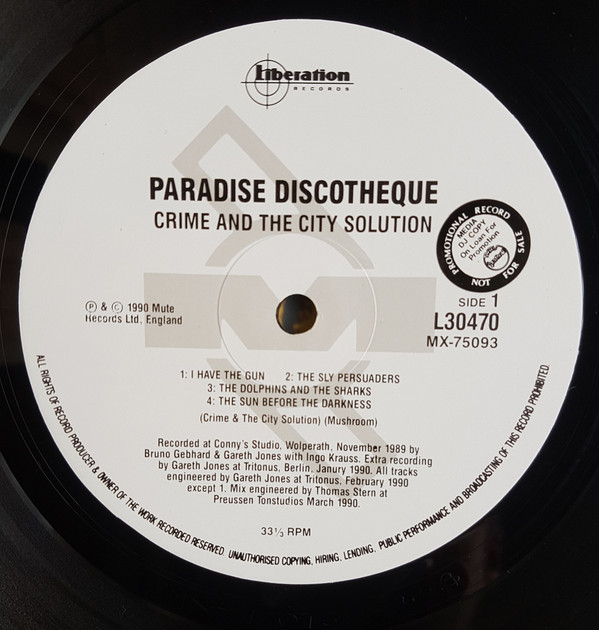 Liberation
RECORDS
PARADISE DISCOTHEQUE
CRIME AND THE CITY SOLUTION
PROMOTIONAL RECORD
NOT FOR SALE
MEDIA
DJ COPY
On Loan For
Promotion
Ⓟ & Ⓒ 1990 Mute
Records Ltd. England
SIDE 1
L30470
MX-75093
1: I HAVE THE GUN 2: THE SLY PERSUADERS
3: THE DOLPHINS AND THE SHARKS
4: THE SUN BEFORE THE DARKNESS
(Crime & The City Solution) (Mushroom)
Recorded at Conny's Studio, Wolperath, November 1989 by
Bruno Gebhard & Gareth Jones with Ingo Krauss. Extra recording
by Gareth Jones at Tritonus, Berlin, Janury 1990. All tracks
engineered by Gareth Jones at Tritonus, February 1990
except 1. Mix engineered by Thomas Stern at
Preussen Tonstudios March 1990.
33⅓ RPM
ALL RIGHTS OF RECORD PRODUCER & OWNER OF THE WORK RECORDED RESERVED. UNAUTHORISED COPYING, HIRING, LENDING, PUBLIC PERFORMANCE AND BROADCASTING OF THIS RECORD PROHIBITED